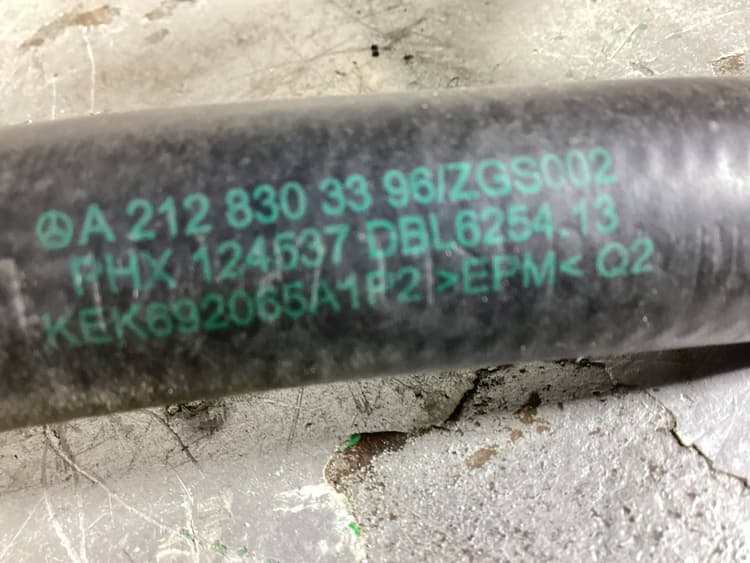 A 212 830 33 96/ZGS002
PHX 124537 DBL6254.13
KEK692065A1P2 >EPM< Q2